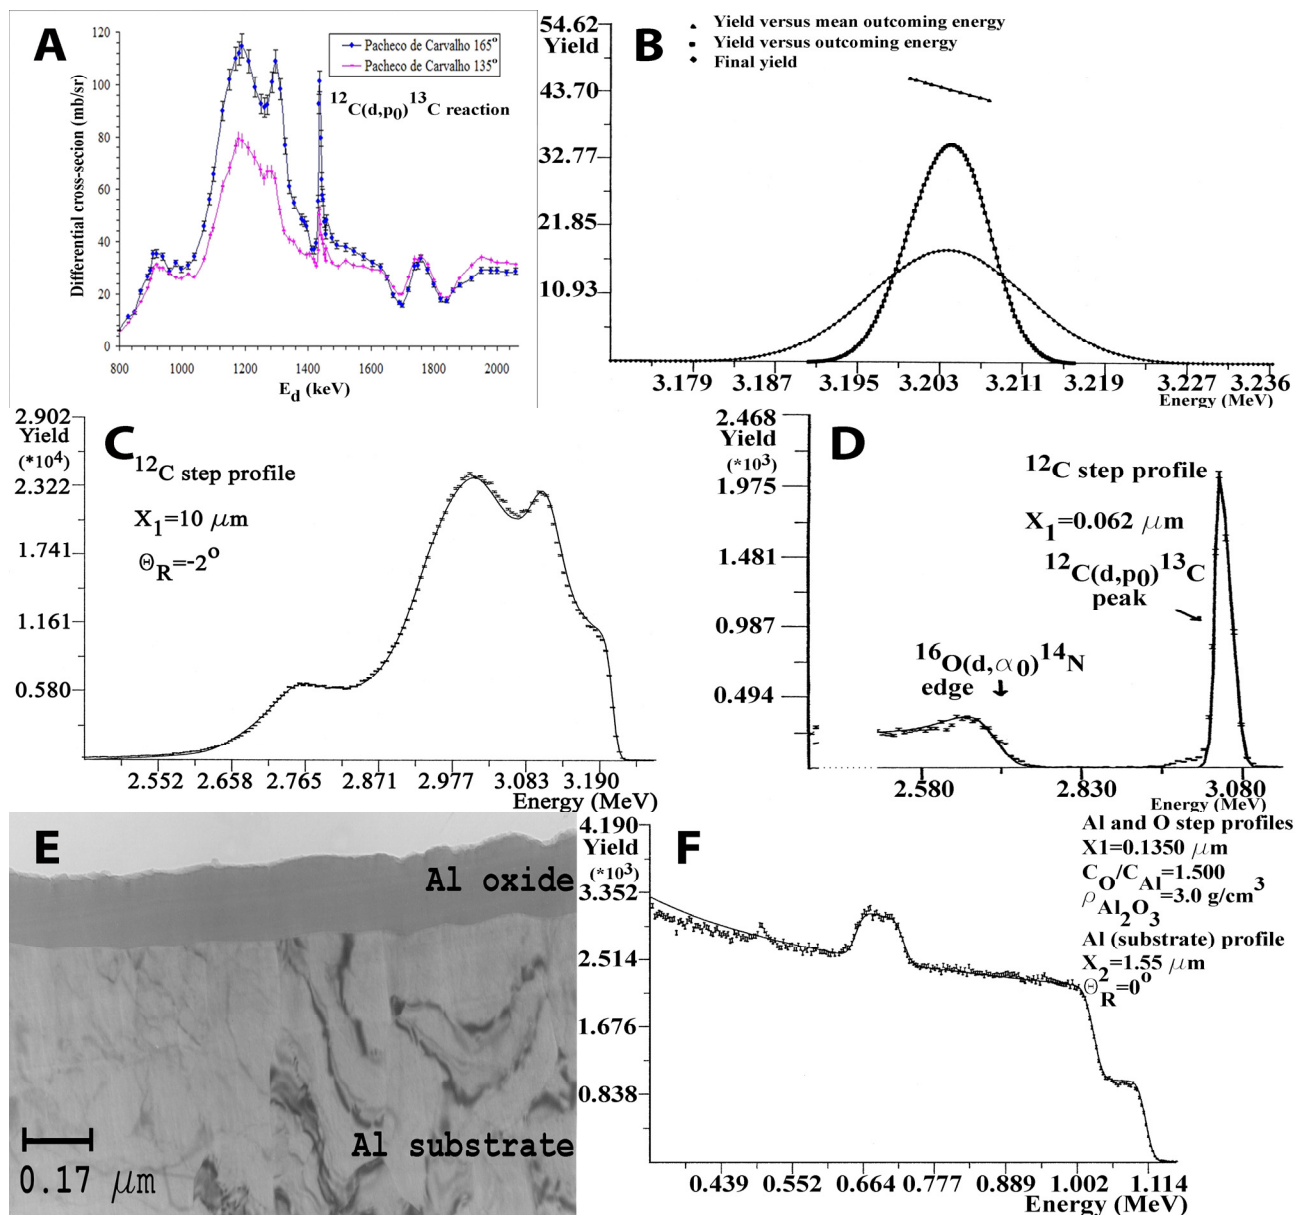 A
Differential cross-secion (mb/sr)
120
100
80
60
40
20
0
Pacheco de Carvalho 165°
Pacheco de Carvalho 135°
¹²C(d,p₀)¹³C reaction
800 1000 1200 1400 1600 1800 2000
E_d (keV)
B
54.62
Yield
43.70
32.77
21.85
10.93
Yield versus mean outcoming energy
Yield versus outcoming energy
Final yield
3.179 3.187 3.195 3.203 3.211 3.219 3.227 3.236
Energy (MeV)
C
2.902
Yield
(*10⁴)
2.322
1.741
1.161
0.580
¹²C step profile
X₁=10 μm
Θ_R=-2°
2.552 2.658 2.765 2.871 2.977 3.083 3.190
Energy (MeV)
D
2.468
Yield
(*10³)
1.975
1.481
0.987
0.494
¹²C step profile
X₁=0.062 μm
¹²C(d,p₀)¹³C
peak
¹⁶O(d,α₀)¹⁴N
edge
2.580 2.830 3.080
Energy (MeV)
E
Al oxide
Al substrate
0.17 μm
F
4.190
Yield
(*10³)
3.352
2.514
1.676
0.838
Al and O step profiles
X1=0.1350 μm
C_O/C_Al=1.500
ρ_Al₂O₃=3.0 g/cm³
Al (substrate) profile
X₂=1.55 μm
Θ_R=0°
0.439 0.552 0.664 0.777 0.889 1.002 1.114
Energy (MeV)